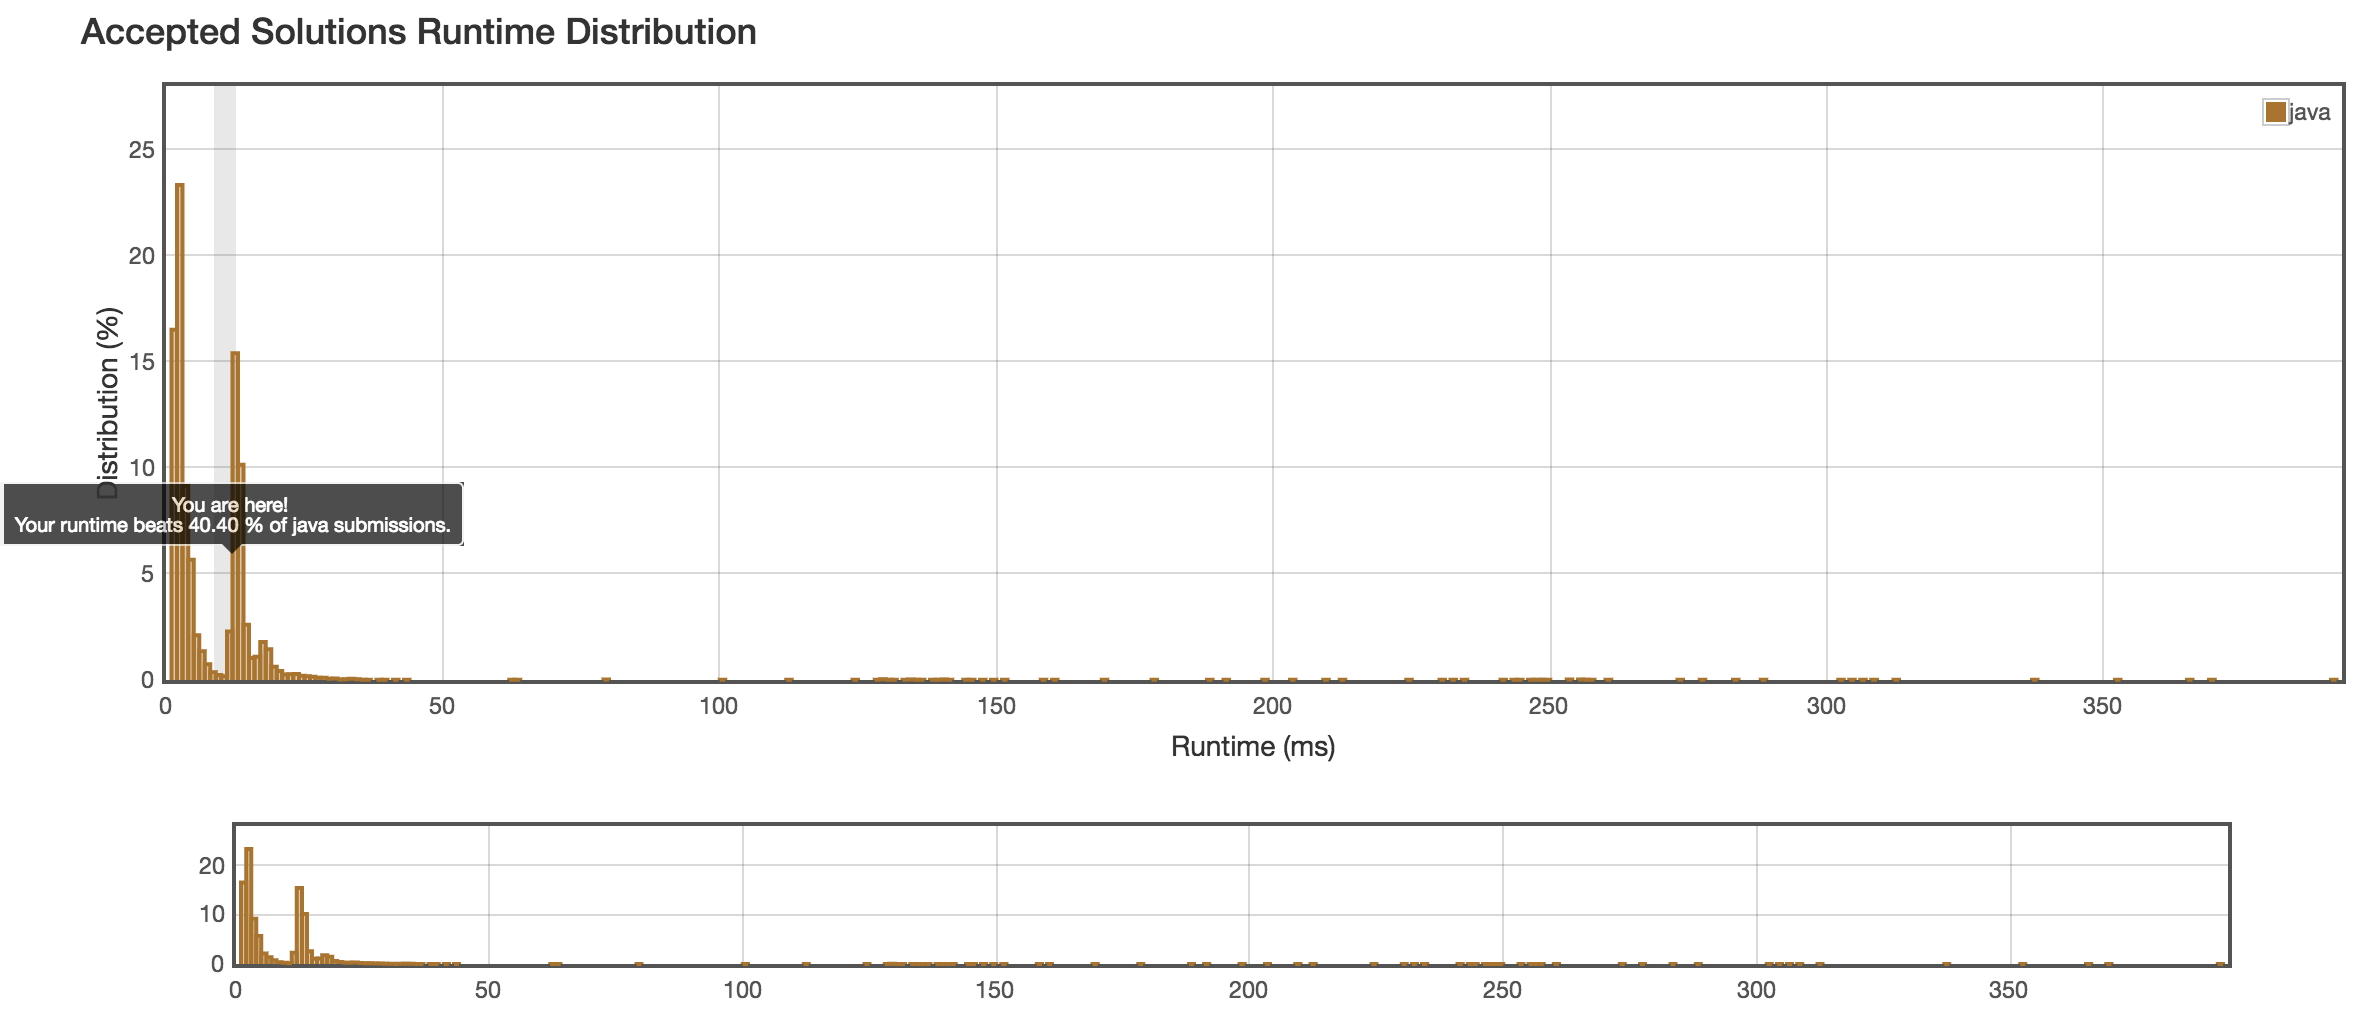 Accepted Solutions Runtime Distribution
java
25
20
15
10
5
0
Distribution (%)
You are here!
Your runtime beats 40.40 % of java submissions.
0 50 100 150 200 250 300 350
Runtime (ms)
20
10
0
0 50 100 150 200 250 300 350